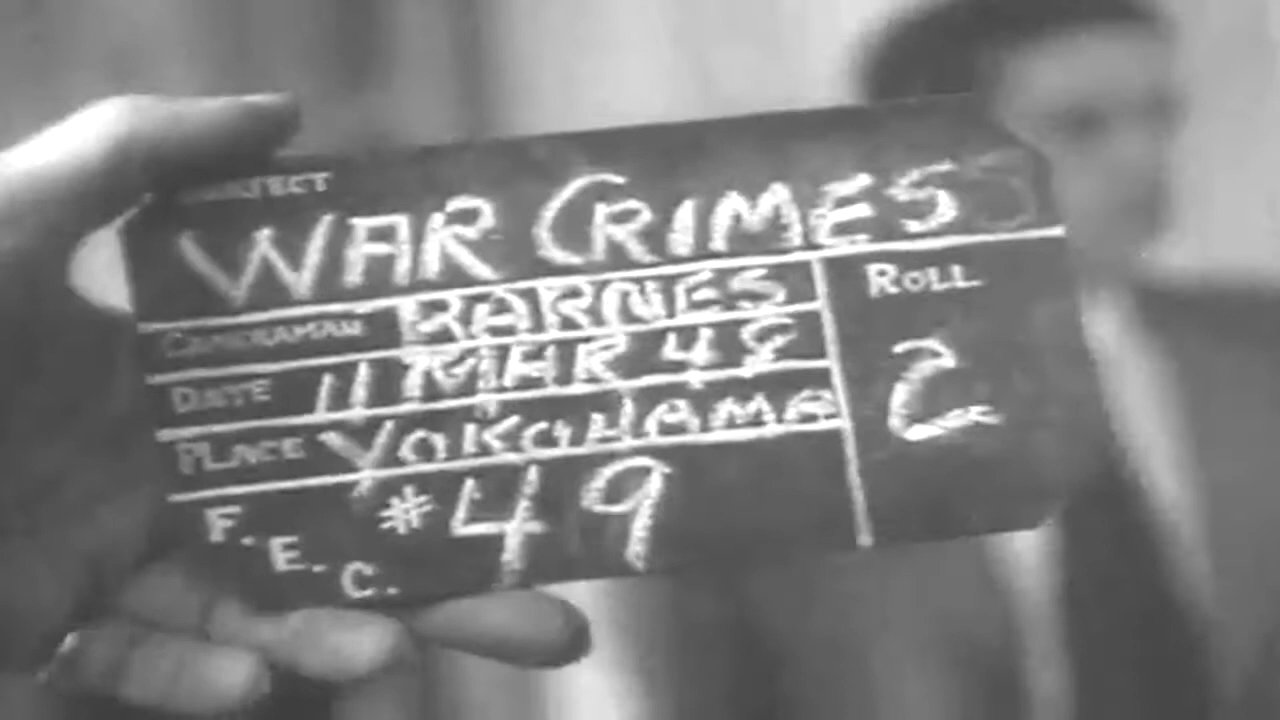 WAR CRIMES
CAMERAMAN BARNES
DATE 11 MAR 48
PLACE YOKOHAMA
F.E.C. #49
ROLL
2